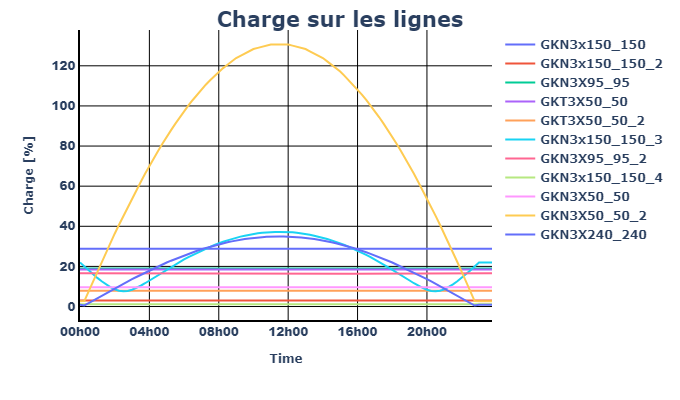 Charge sur les lignes
Charge [%]
120
100
80
60
40
20
0
00h00 04h00 08h00 12h00 16h00 20h00
Time
GKN3x150_150
GKN3x150_150_2
GKN3X95_95
GKT3X50_50
GKT3X50_50_2
GKN3x150_150_3
GKN3X95_95_2
GKN3x150_150_4
GKN3X50_50
GKN3X50_50_2
GKN3X240_240